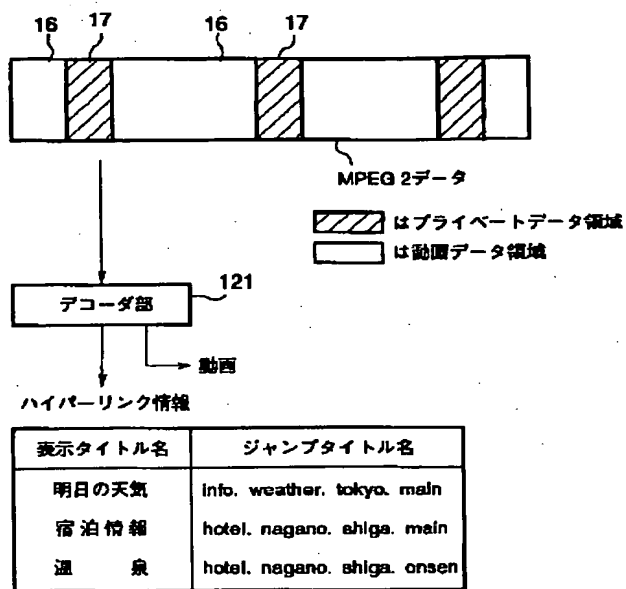 16 17 16 17
MPEG 2データ
はプライベートデータ領域
は動画データ領域
デコーダ部 121
動画
ハイパーリンク情報
表示タイトル名 ジャンプタイトル名
明日の天気 info. weather. tokyo. main
宿泊情報 hotel. nagano. shiga. main
温 泉 hotel. nagano. shiga. onsen